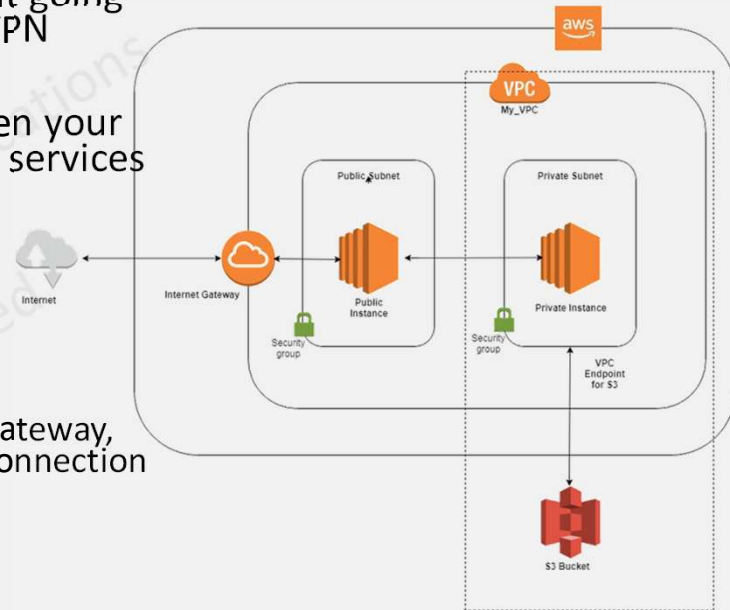 going
PN
en your
services
ateway,
onnection
aws
VPC
My_VPC
Public Subnet
Private Subnet
Internet
Internet Gateway
Public
Instance
Private Instance
Security
group
Security
group
VPC
Endpoint
for S3
S3 Bucket